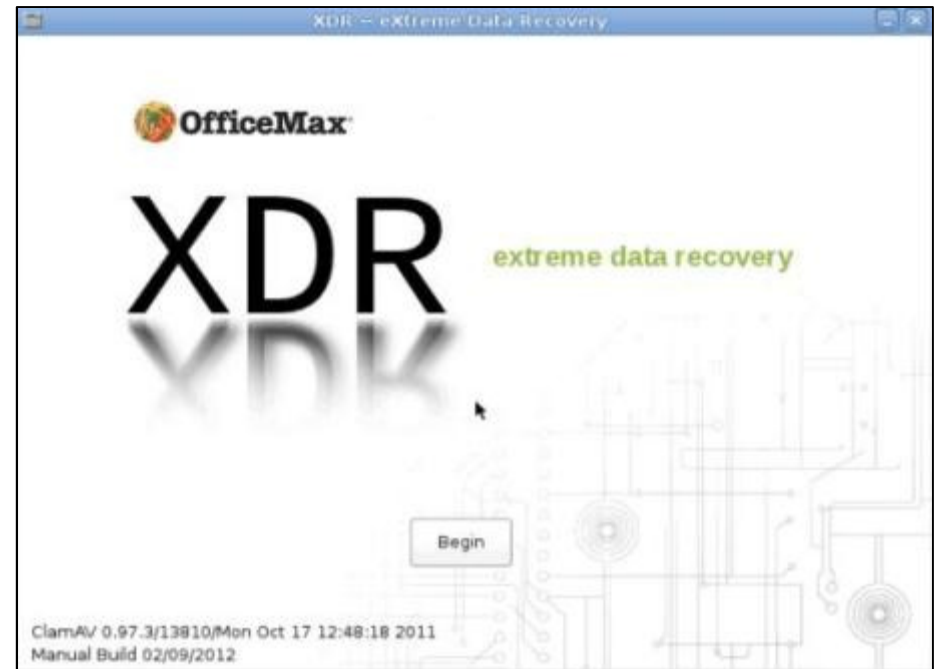 XDR -- eXtreme Data Recovery
OfficeMax
XDR
extreme data recovery
Begin
ClamAV 0.97.3/13810/Mon Oct 17 12:48:18 2011
Manual Build 02/09/2012